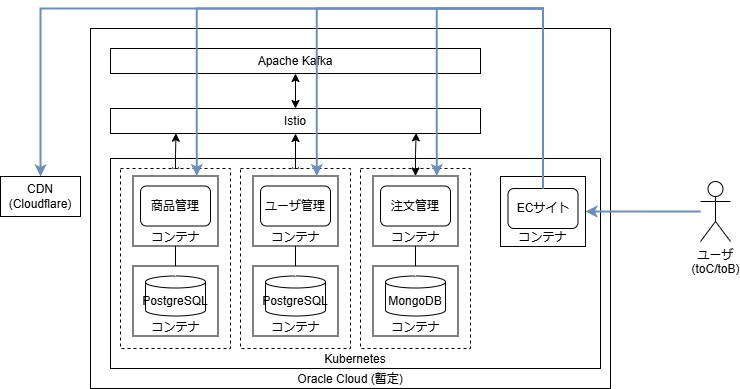 Apache Kafka
Istio
CDN
(Cloudflare)
商品管理
コンテナ
ユーザ管理
コンテナ
注文管理
コンテナ
ECサイト
コンテナ
ユーザ
(toC/toB)
PostgreSQL
コンテナ
PostgreSQL
コンテナ
MongoDB
コンテナ
Kubernetes
Oracle Cloud (暫定)